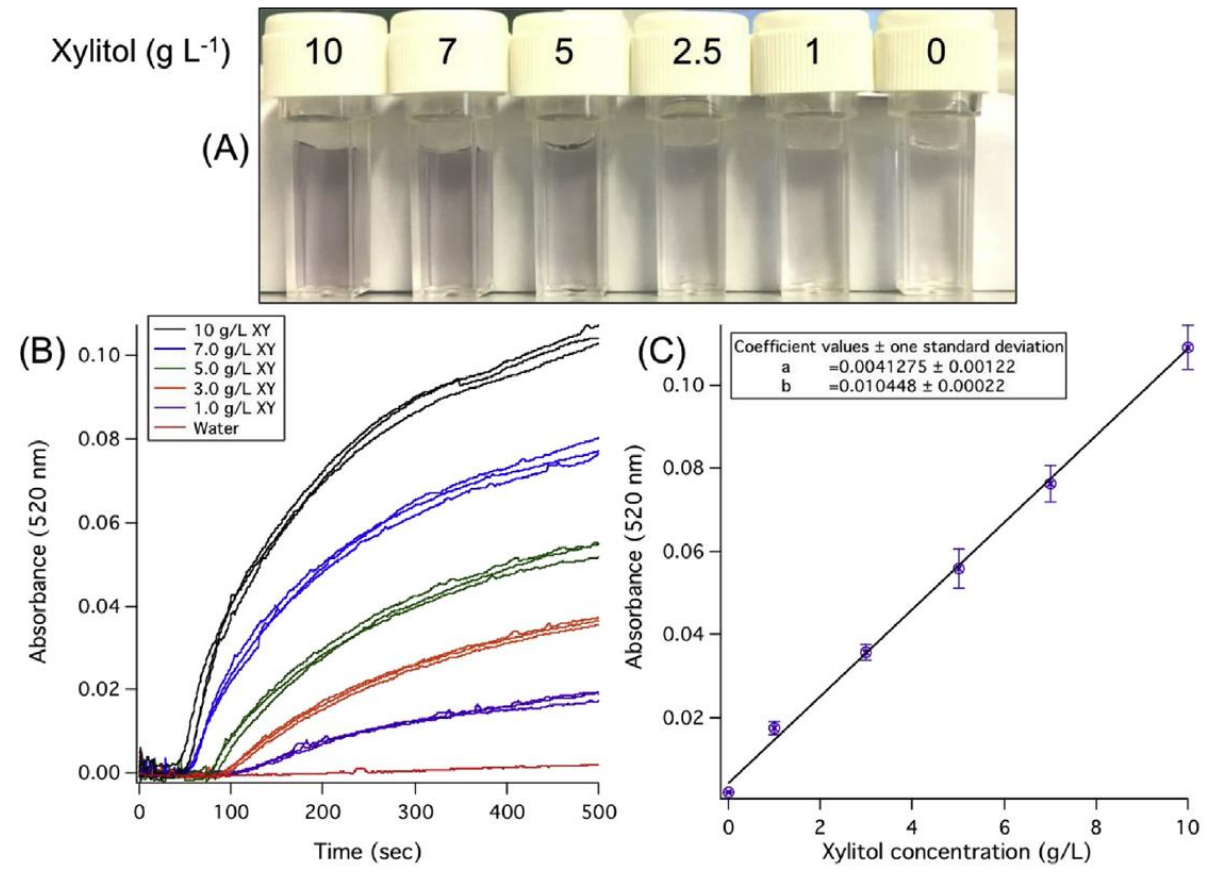 Xylitol (g L-1) 10 7 5 2.5 1 0
(A)
(B)
10 g/L XY
7.0 g/L XY
5.0 g/L XY
3.0 g/L XY
1.0 g/L XY
Water
0.10
0.08
0.06
0.04
0.02
0.00
Absorbance (520 nm)
0 100 200 300 400 500
Time (sec)
(C)
Coefficient values ± one standard deviation
a =0.0041275 ± 0.00122
b =0.010448 ± 0.00022
0.10
0.08
0.06
0.04
0.02
Absorbance (520 nm)
0 2 4 6 8 10
Xylitol concentration (g/L)